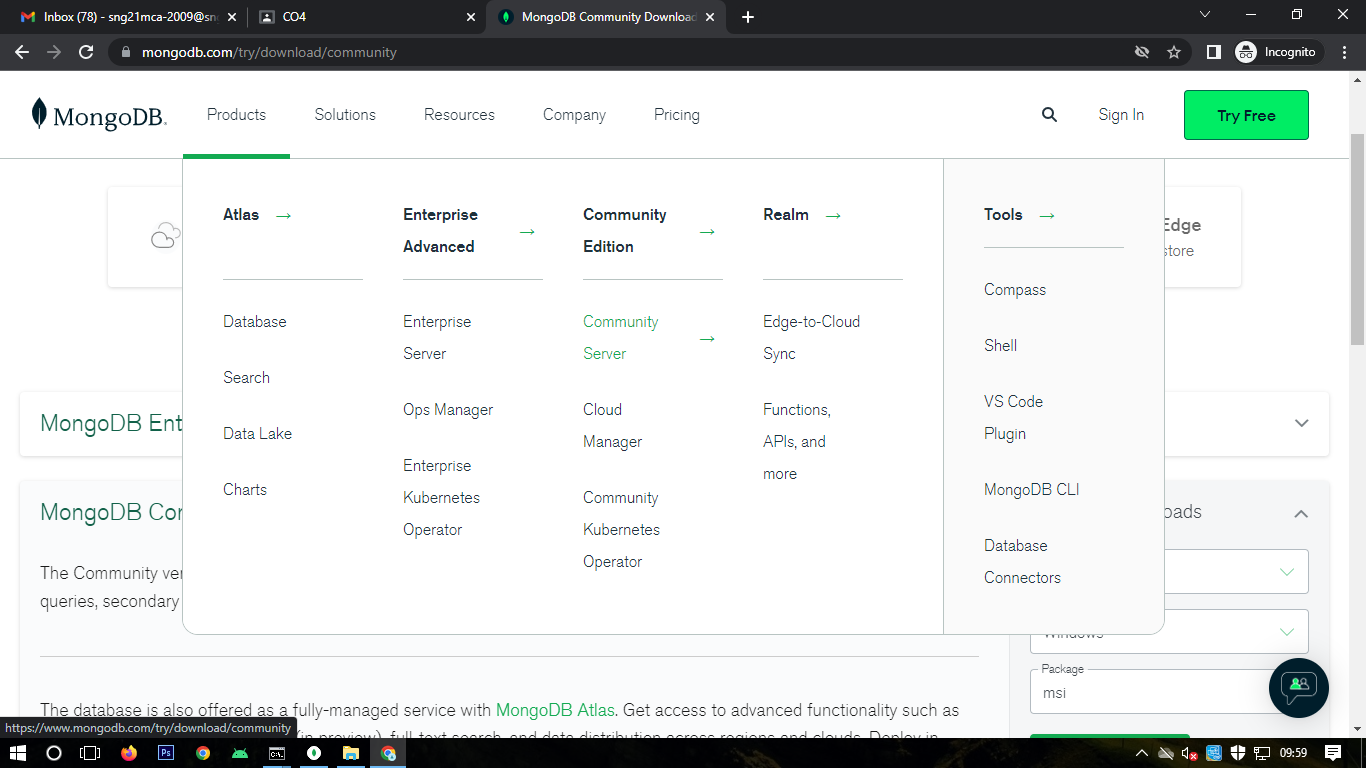 Inbox (78) - sng21mca-2009@sn
CO4
MongoDB Community Download
mongodb.com/try/download/community
Incognito
MongoDB.
Products
Solutions
Resources
Company
Pricing
Sign In
Try Free
Atlas →
Database
Search
Data Lake
Charts
Enterprise
Advanced →
Enterprise
Server
Ops Manager
Enterprise
Kubernetes
Operator
Community
Edition →
Community
Server →
Cloud
Manager
Community
Kubernetes
Operator
Realm →
Edge-to-Cloud
Sync
Functions,
APIs, and
more
Tools →
Compass
Shell
VS Code
Plugin
MongoDB CLI
Database
Connectors
Edge
store
MongoDB Ent
MongoDB Cor
The Community ver
queries, secondary
oads
Windows
Package
msi
The database is also offered as a fully-managed service with MongoDB Atlas. Get access to advanced functionality such as
(in preview), full-text search, and data distribution across regions and clouds. Deploy in
https://www.mongodb.com/try/download/community
Ps
09:59